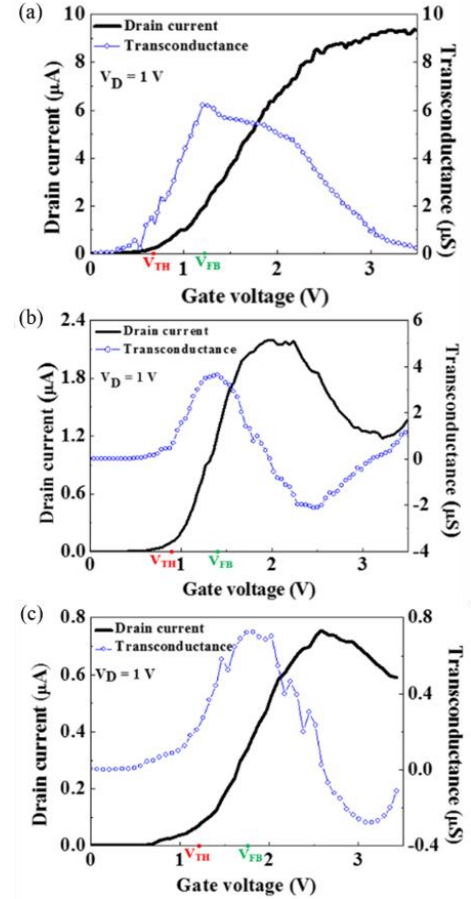 (a)
Drain current
Transconductance
V_D = 1 V
Drain current (μA)
Transconductance (μS)
10
8
6
4
2
0
10
8
6
4
2
0
0 1 2 3
V_TH V_FB
Gate voltage (V)
(b)
Drain current
Transconductance
V_D = 1 V
Drain current (μA)
Transconductance (μS)
2.4
1.8
1.2
0.6
0.0
6
4
2
0
-2
-4
0 1 2 3
V_TH V_FB
Gate voltage (V)
(c)
Drain current
Transconductance
V_D = 1 V
Drain current (μA)
Transconductance (μS)
0.8
0.6
0.4
0.2
0.0
0.8
0.4
0.0
-0.4
0 1 2 3
V_TH V_FB
Gate voltage (V)